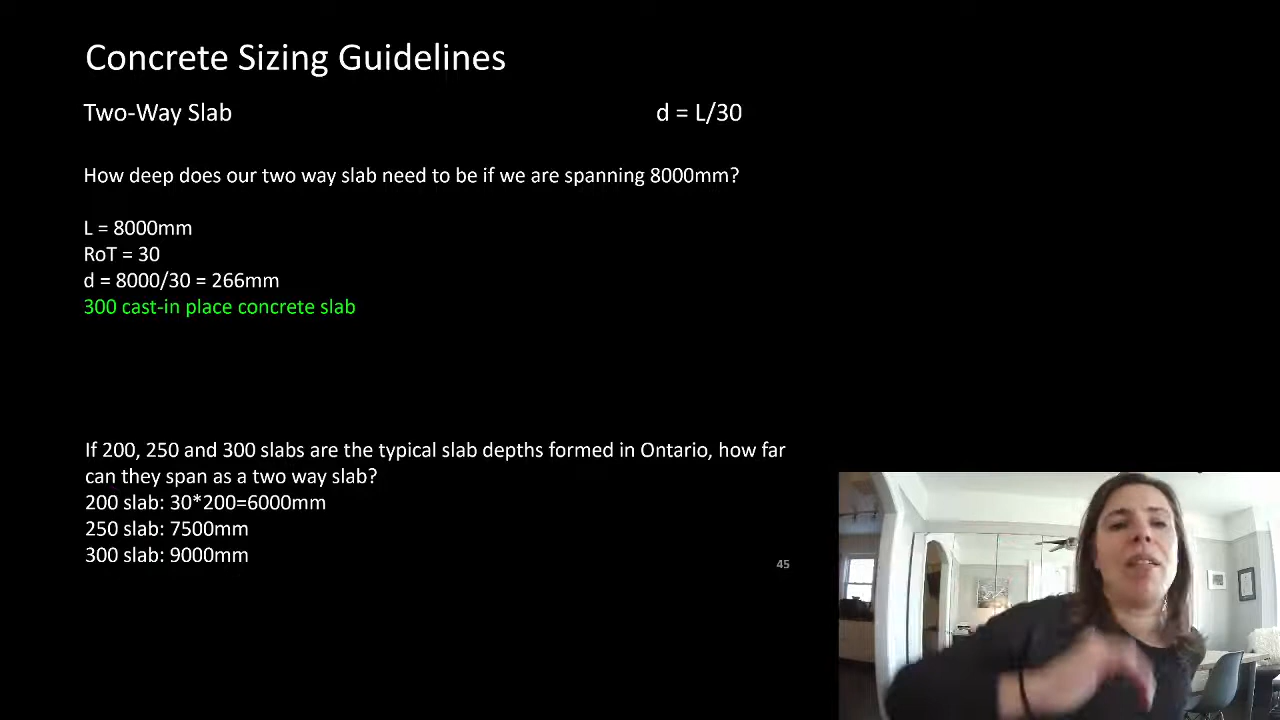 Concrete Sizing Guidelines
Two-Way Slab d = L/30
How deep does our two way slab need to be if we are spanning 8000mm?
L = 8000mm
RoT = 30
d = 8000/30 = 266mm
300 cast-in place concrete slab
If 200, 250 and 300 slabs are the typical slab depths formed in Ontario, how far
can they span as a two way slab?
200 slab: 30*200=6000mm
250 slab: 7500mm
300 slab: 9000mm
45